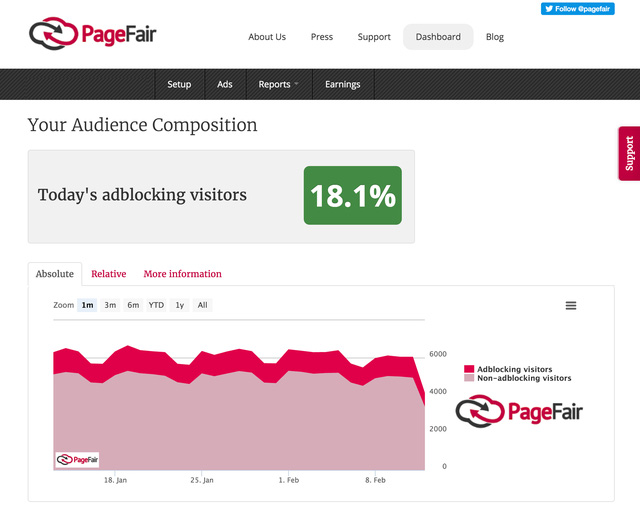 Follow @pagefair
PageFair
About Us
Press
Support
Dashboard
Blog
Setup
Ads
Reports
Earnings
Your Audience Composition
Support
Today's adblocking visitors
18.1%
Absolute
Relative
More information
Zoom 1m 3m 6m YTD 1y All
6000
4000
2000
0
Adblocking visitors
Non-adblocking visitors
PageFair
PageFair
18. Jan
25. Jan
1. Feb
8. Feb